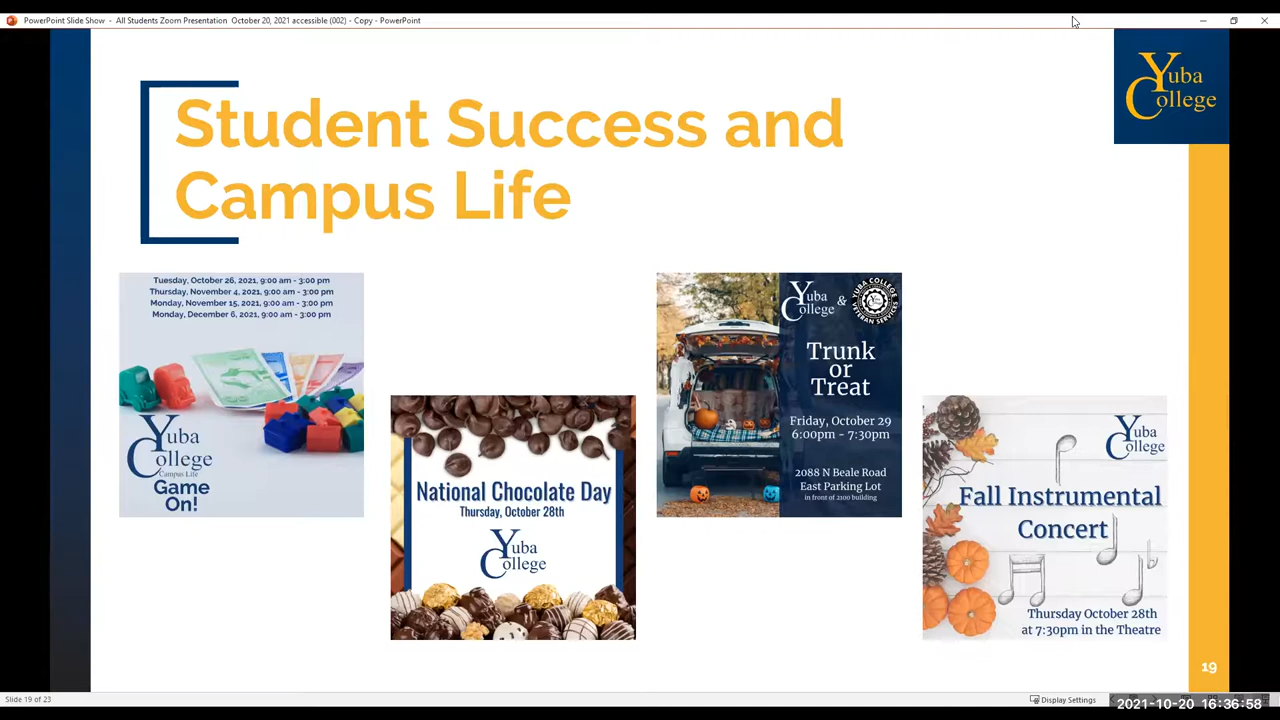 PowerPoint Slide Show - All Students Zoom Presentation October 20, 2021 accessible (002) - Copy - PowerPoint
Yuba
College
Student Success and
Campus Life
Tuesday, October 26, 2021, 9:00 am - 3:00 pm
Thursday, November 4, 2021, 9:00 am - 3:00 pm
Monday, November 15, 2021, 9:00 am - 3:00 pm
Monday, December 6, 2021, 9:00 am - 3:00 pm
Yuba
College
Campus Life
Game
On!
National Chocolate Day
Thursday, October 28th
Yuba
College
Yuba
College
&
YUBA COLLEGE
VETERAN SERVICES
Trunk
or
Treat
Friday, October 29
6:00pm - 7:30pm
2088 N Beale Road
East Parking Lot
in front of 2100 building
Yuba
College
Fall Instrumental
Concert
Thursday October 28th
at 7:30pm in the Theatre
19
Slide 19 of 23
Display Settings
2021-10-20 16:36:58